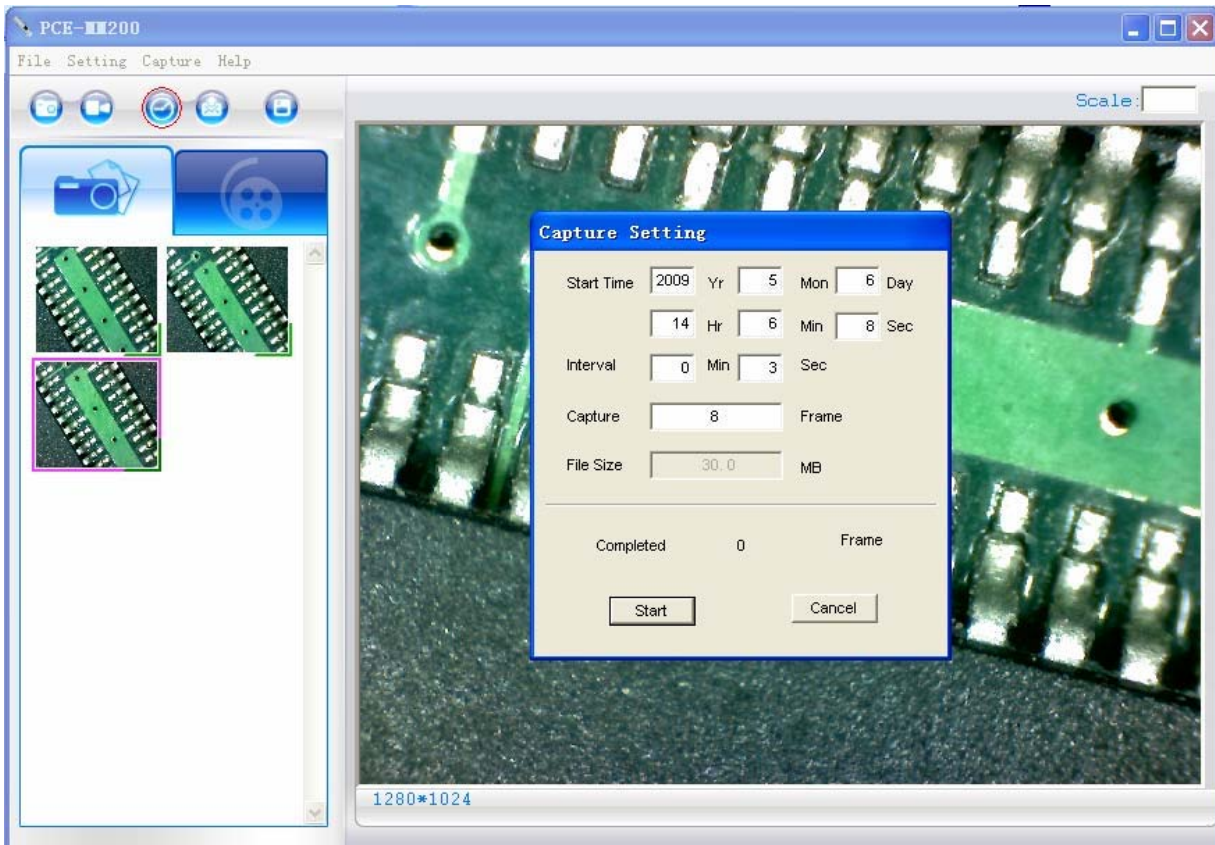 PCE-MM200
File Setting Capture Help
Scale:
Capture Setting
Start Time 2009 Yr 5 Mon 6 Day
14 Hr 6 Min 8 Sec
Interval 0 Min 3 Sec
Capture 8 Frame
File Size 30.0 MB
Completed 0 Frame
Start Cancel
1280*1024